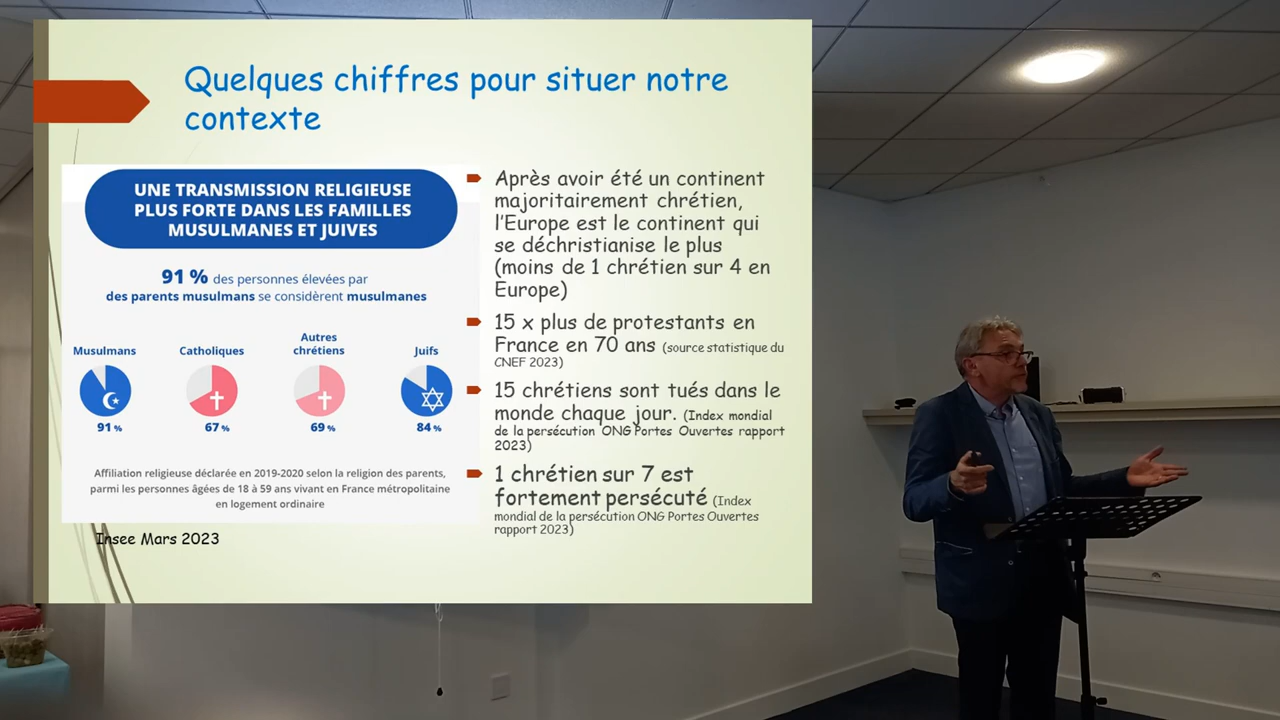 Quelques chiffres pour situer notre
contexte
UNE TRANSMISSION RELIGIEUSE
PLUS FORTE DANS LES FAMILLES
MUSULMANES ET JUIVES
91 % des personnes élevées par
des parents musulmans se considèrent musulmanes
Musulmans
Catholiques
Autres
chrétiens
Juifs
91 %
67 %
69 %
84 %
Affiliation religieuse déclarée en 2019-2020 selon la religion des parents,
parmi les personnes âgées de 18 à 59 ans vivant en France métropolitaine
en logement ordinaire
Insee Mars 2023
Après avoir été un continent
majoritairement chrétien,
l'Europe est le continent qui
se déchristianise le plus
(moins de 1 chrétien sur 4 en
Europe)
15 x plus de protestants en
France en 70 ans (source statistique du
CNEF 2023)
15 chrétiens sont tués dans le
monde chaque jour. (Index mondial
de la persécution ONG Portes Ouvertes rapport
2023)
1 chrétien sur 7 est
fortement persécuté (Index
mondial de la persécution ONG Portes Ouvertes
rapport 2023)